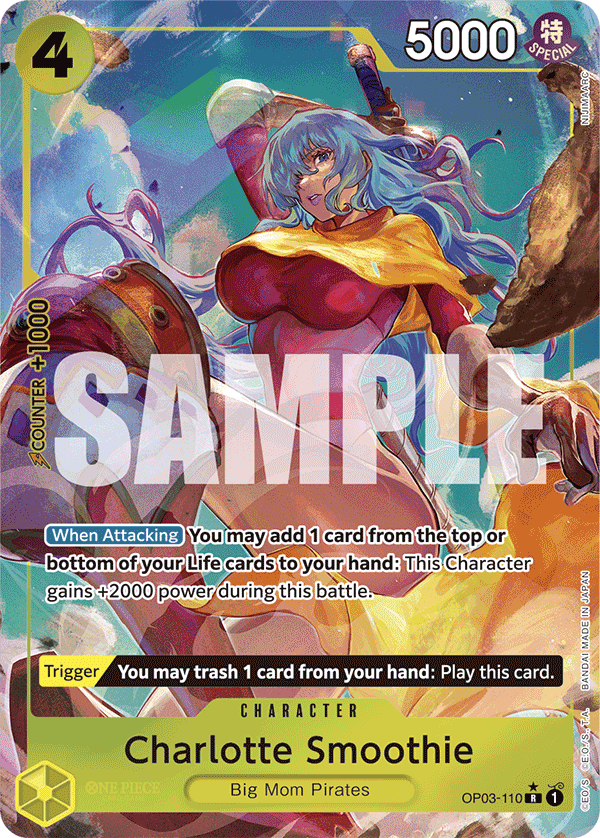 4
5000
特
SPECIAL
NIJIMAARC
COUNTER +1000
SAMPLE
When Attacking You may add 1 card from the top or
bottom of your Life cards to your hand: This Character
gains +2000 power during this battle.
Trigger You may trash 1 card from your hand: Play this card.
CHARACTER
Charlotte Smoothie
Big Mom Pirates
ONE PIECE
OP03-110 R 1
©E.O./S. ©E.O./S., T.A. BANDAI MADE IN JAPAN